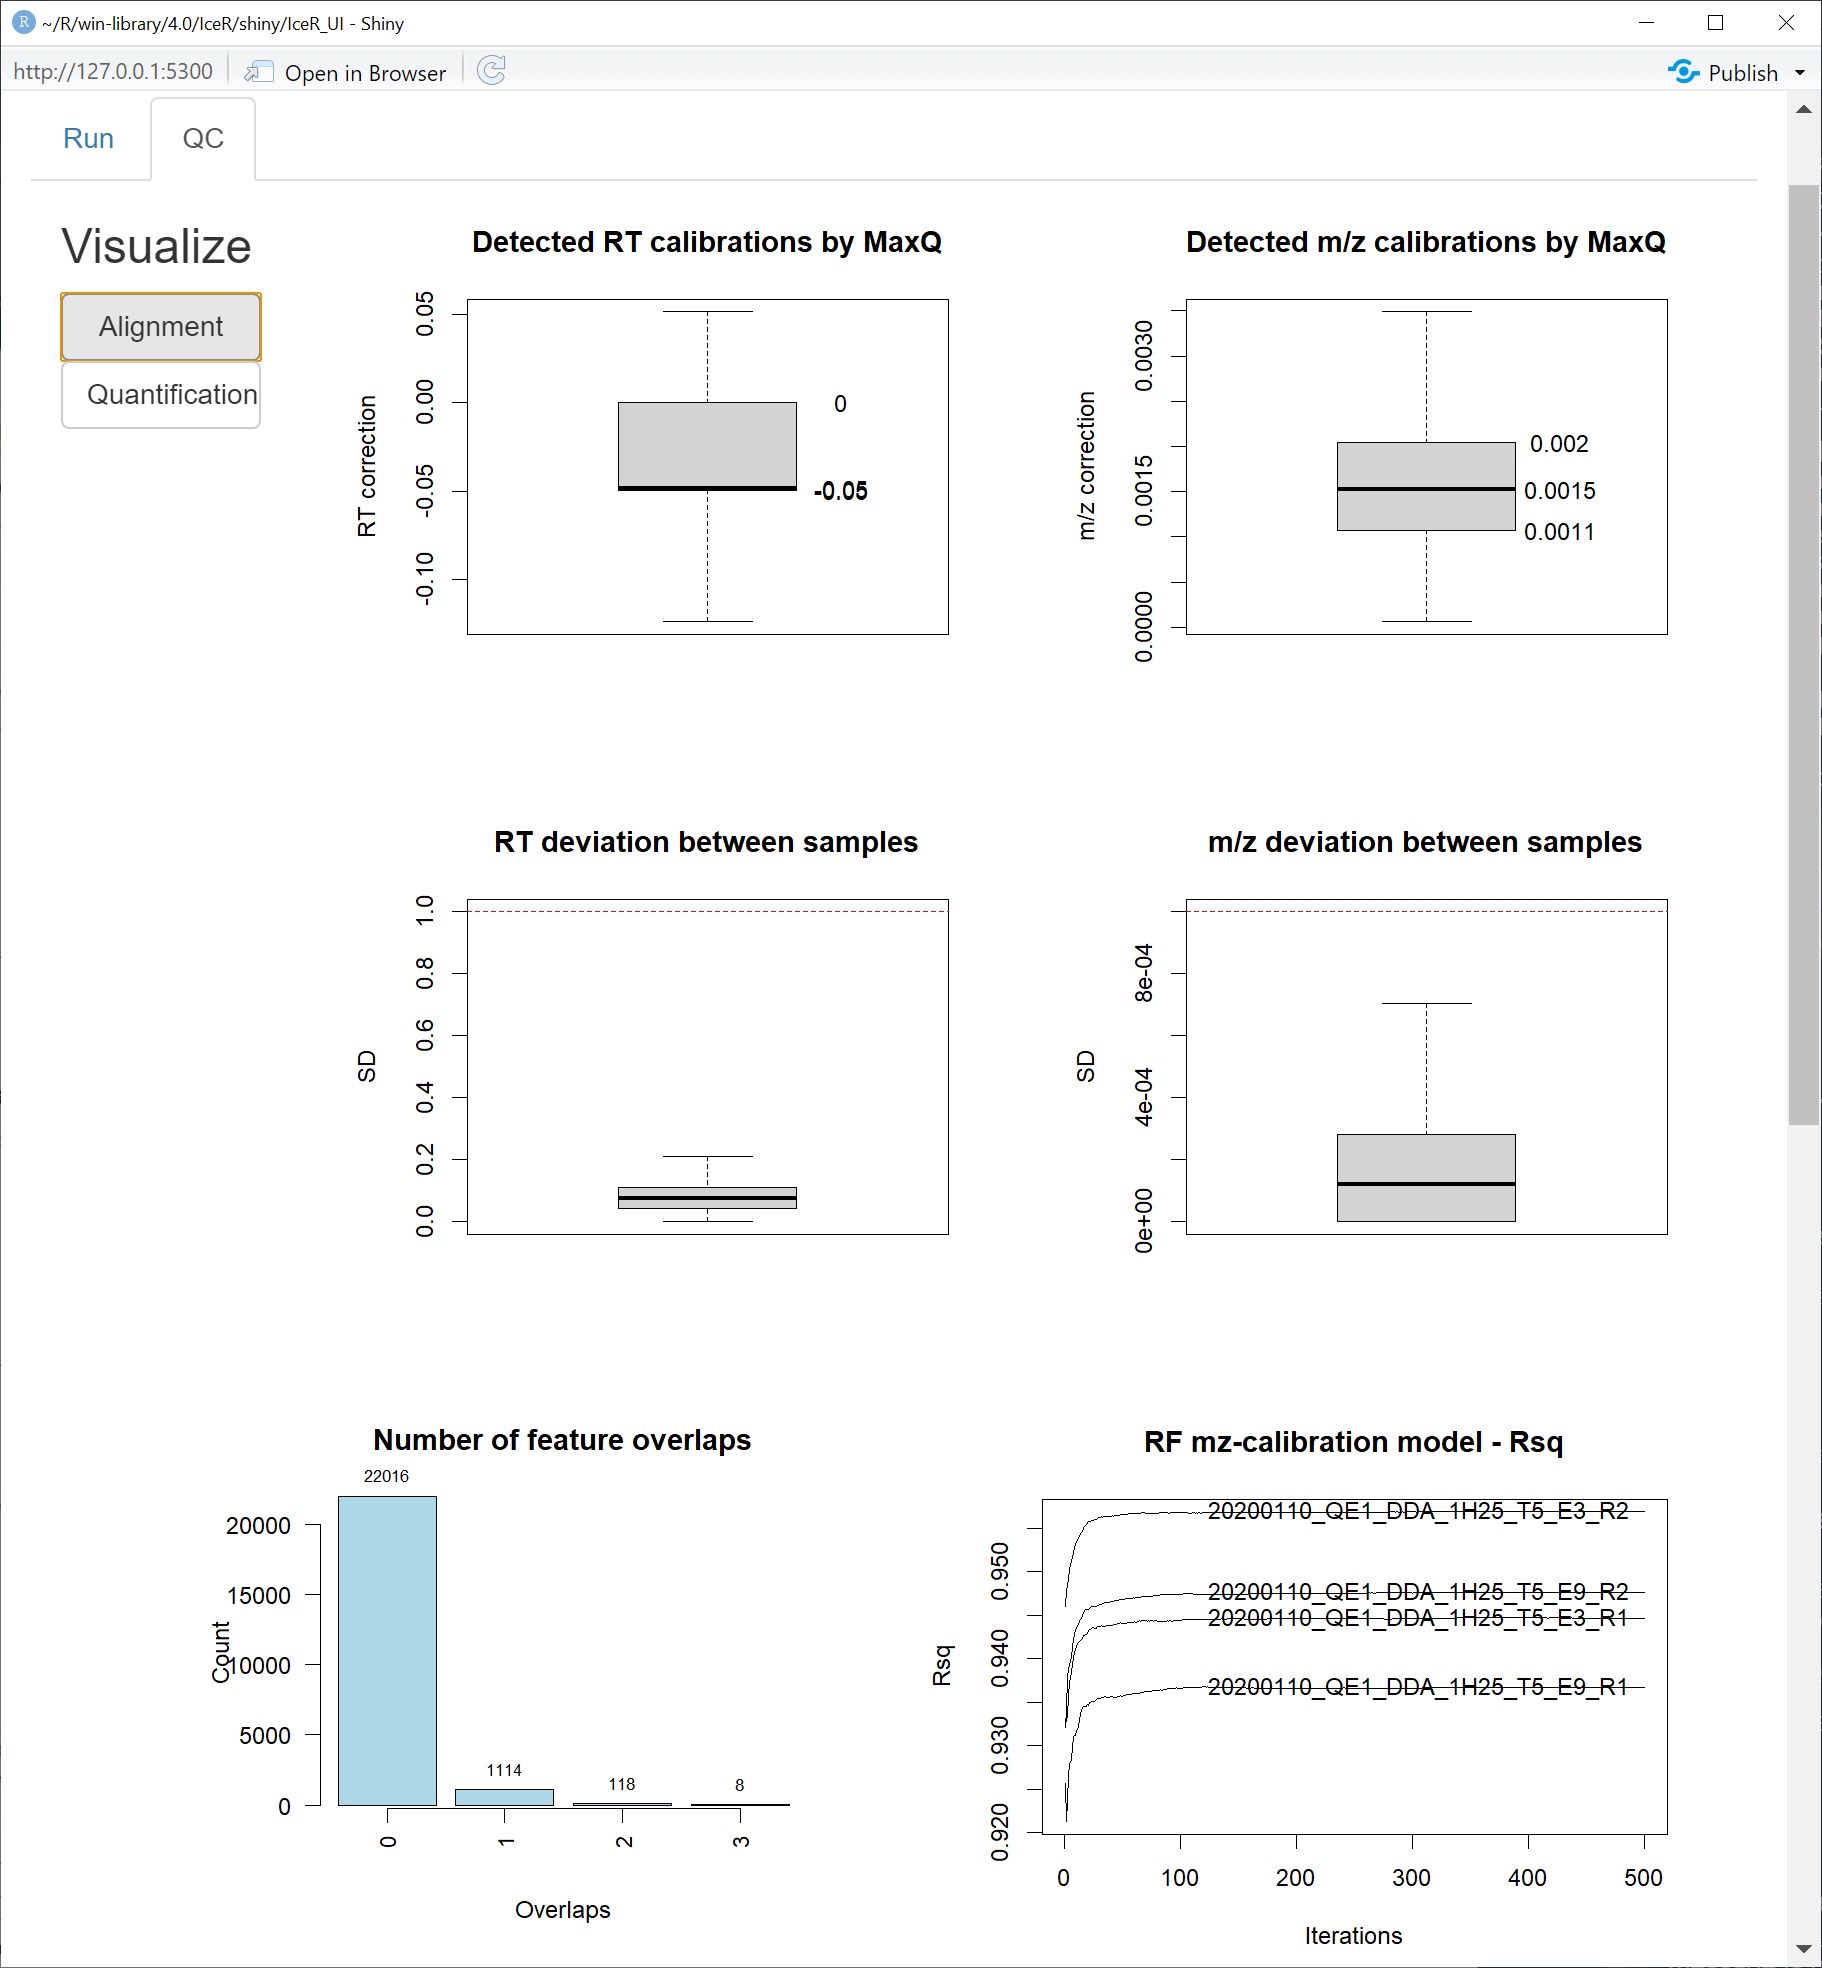 ~/R/win-library/4.0/IceR/shiny/IceR_UI - Shiny
http://127.0.0.1:5300 Open in Browser Publish
Run QC
Visualize
Alignment
Quantification
Detected RT calibrations by MaxQ
RT correction
0.05
0.00
-0.05
-0.10
0
-0.05
Detected m/z calibrations by MaxQ
m/z correction
0.0030
0.0015
0.0000
0.002
0.0015
0.0011
RT deviation between samples
SD
1.0
0.8
0.6
0.4
0.2
0.0
m/z deviation between samples
SD
8e-04
4e-04
0e+00
Number of feature overlaps
Count
20000
15000
10000
5000
0
22016
1114
118
8
0 1 2 3
Overlaps
RF mz-calibration model - Rsq
Rsq
0.950
0.940
0.930
0.920
20200110_QE1_DDA_1H25_T5_E3_R2
20200110_QE1_DDA_1H25_T5_E9_R2
20200110_QE1_DDA_1H25_T5_E3_R1
20200110_QE1_DDA_1H25_T5_E9_R1
0 100 200 300 400 500
Iterations